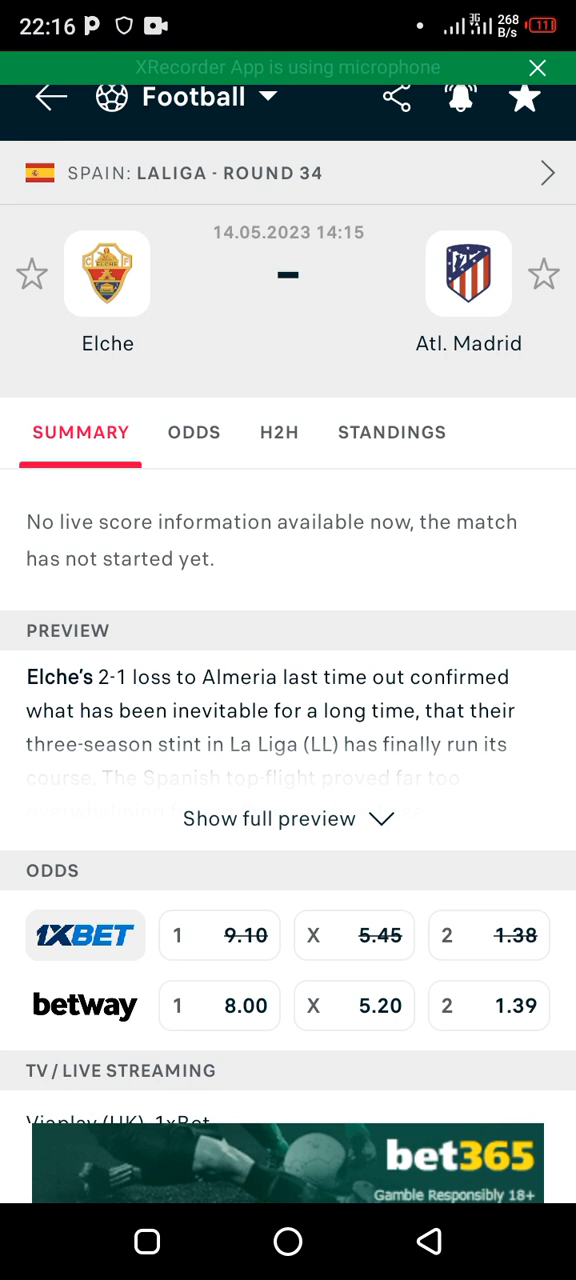 22:16
3G 268 B/s 11
XRecorder App is using microphone
Football
SPAIN: LALIGA - ROUND 34
14.05.2023 14:15
-
Elche
Atl. Madrid
SUMMARY ODDS H2H STANDINGS
No live score information available now, the match
has not started yet.
PREVIEW
Elche's 2-1 loss to Almeria last time out confirmed
what has been inevitable for a long time, that their
three-season stint in La Liga (LL) has finally run its
course. The Spanish top-flight proved far too
overwhelming
Show full preview
ODDS
1XBET 1 9.10 X 5.45 2 1.38
betway 1 8.00 X 5.20 2 1.39
TV / LIVE STREAMING
Viaplay (UK), 1xBet
bet365
Gamble Responsibly 18+